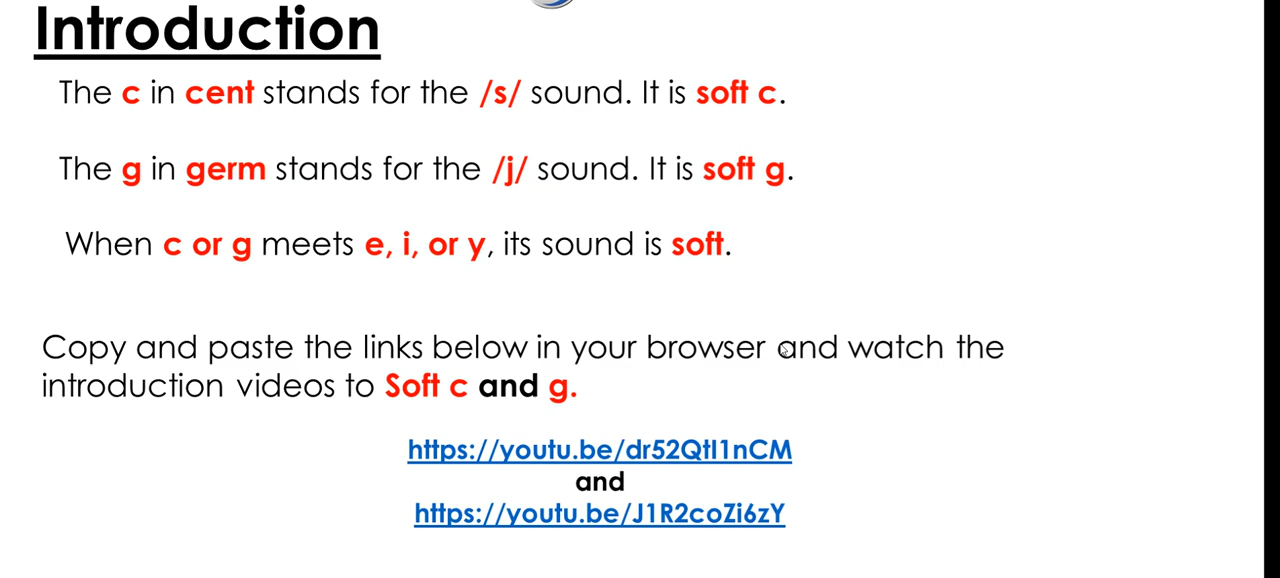 Introduction
The c in cent stands for the /s/ sound. It is soft c.
The g in germ stands for the /j/ sound. It is soft g.
When c or g meets e, i, or y, its sound is soft.
Copy and paste the links below in your browser and watch the
introduction videos to Soft c and g.
https://youtu.be/dr52QtI1nCM
and
https://youtu.be/J1R2coZi6zY